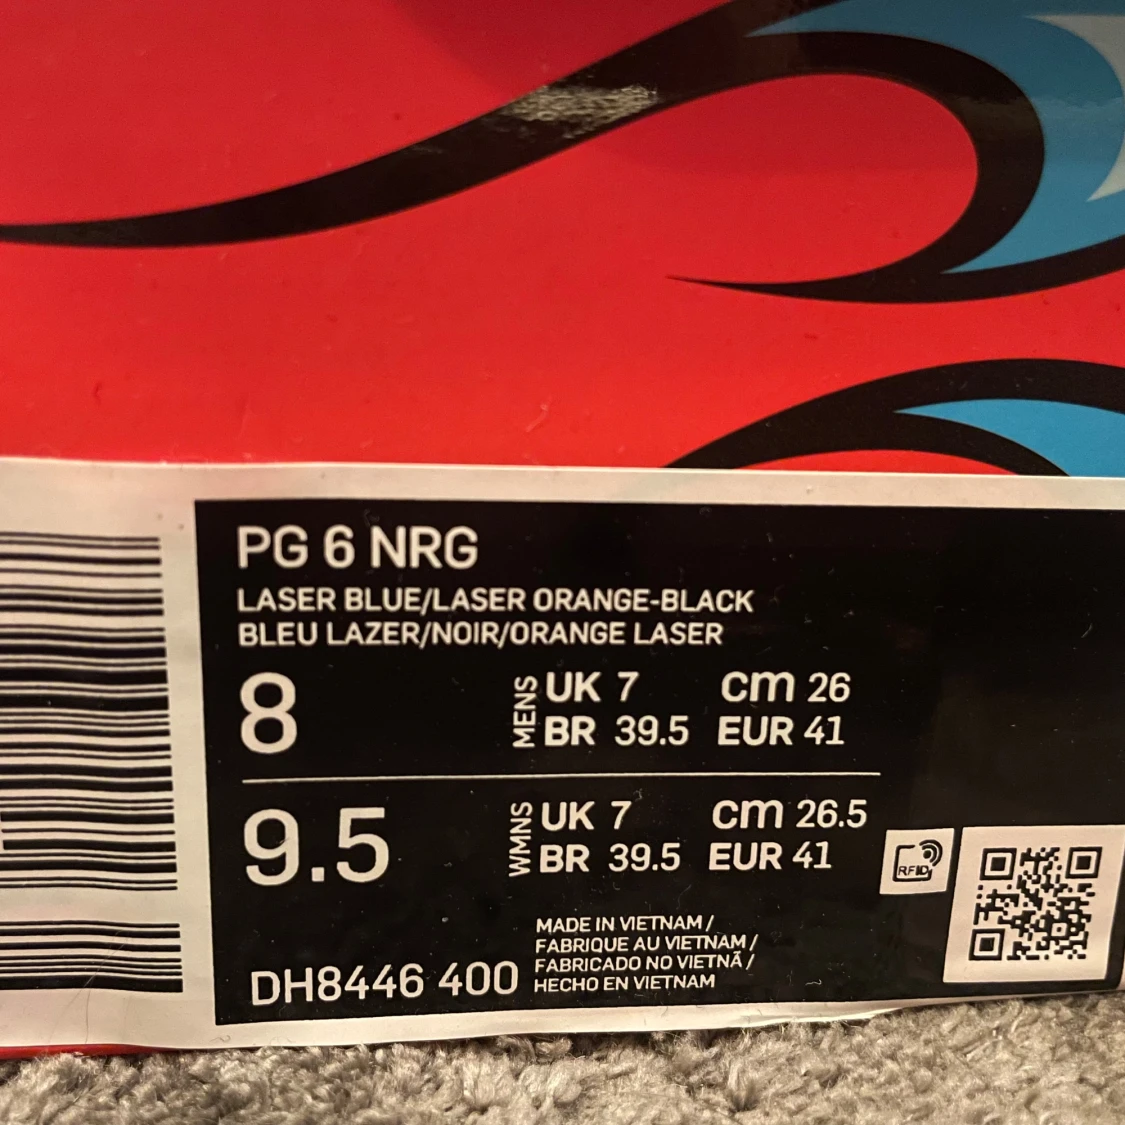 PG 6 NRG
LASER BLUE/LASER ORANGE-BLACK
BLEU LAZER/NOIR/ORANGE LASER
8
MENS
UK 7 cm 26
BR 39.5 EUR 41
9.5
WMNS
UK 7 cm 26.5
BR 39.5 EUR 41
RFID
MADE IN VIETNAM /
FABRIQUE AU VIETNAM /
FABRICADO NO VIETNÃ /
HECHO EN VIETNAM
DH8446 400